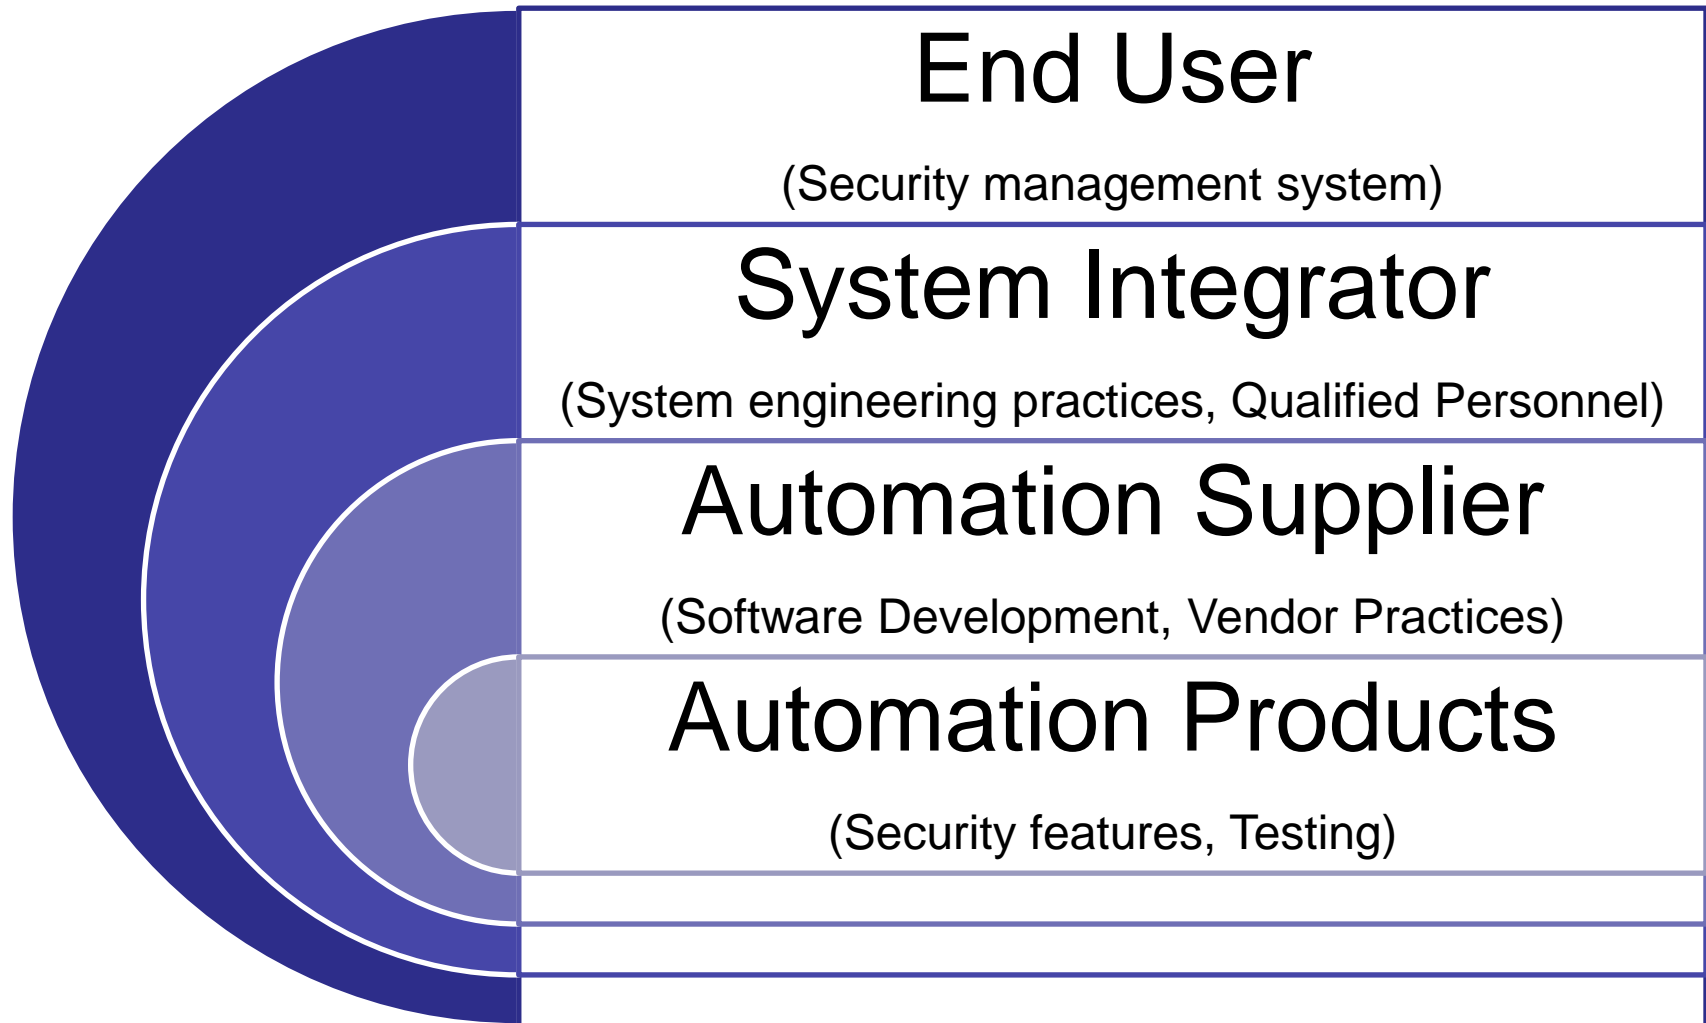 End User
(Security management system)
System Integrator
(System engineering practices, Qualified Personnel)
Automation Supplier
(Software Development, Vendor Practices)
Automation Products
(Security features, Testing)